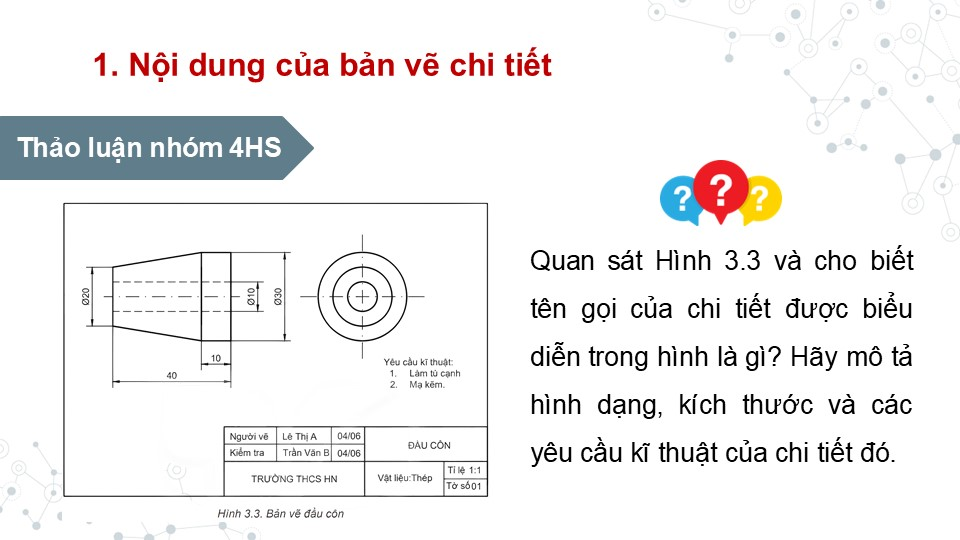 1. Nội dung của bản vẽ chi tiết
Thảo luận nhóm 4HS
? ? ?
Quan sát Hình 3.3 và cho biết
tên gọi của chi tiết được biểu
diễn trong hình là gì? Hãy mô tả
hình dạng, kích thước và các
yêu cầu kĩ thuật của chi tiết đó.
Ø20
Ø10
Ø30
10
40
Yêu cầu kĩ thuật:
1. Làm tù cạnh
2. Mạ kẽm.
Người vẽ Lê Thị A 04/06
Kiểm tra Trần Văn B 04/06
ĐẦU CÔN
TRƯỜNG THCS HN
Vật liệu:Thép
Tỉ lệ 1:1
Tờ số 01
Hình 3.3. Bản vẽ đầu côn